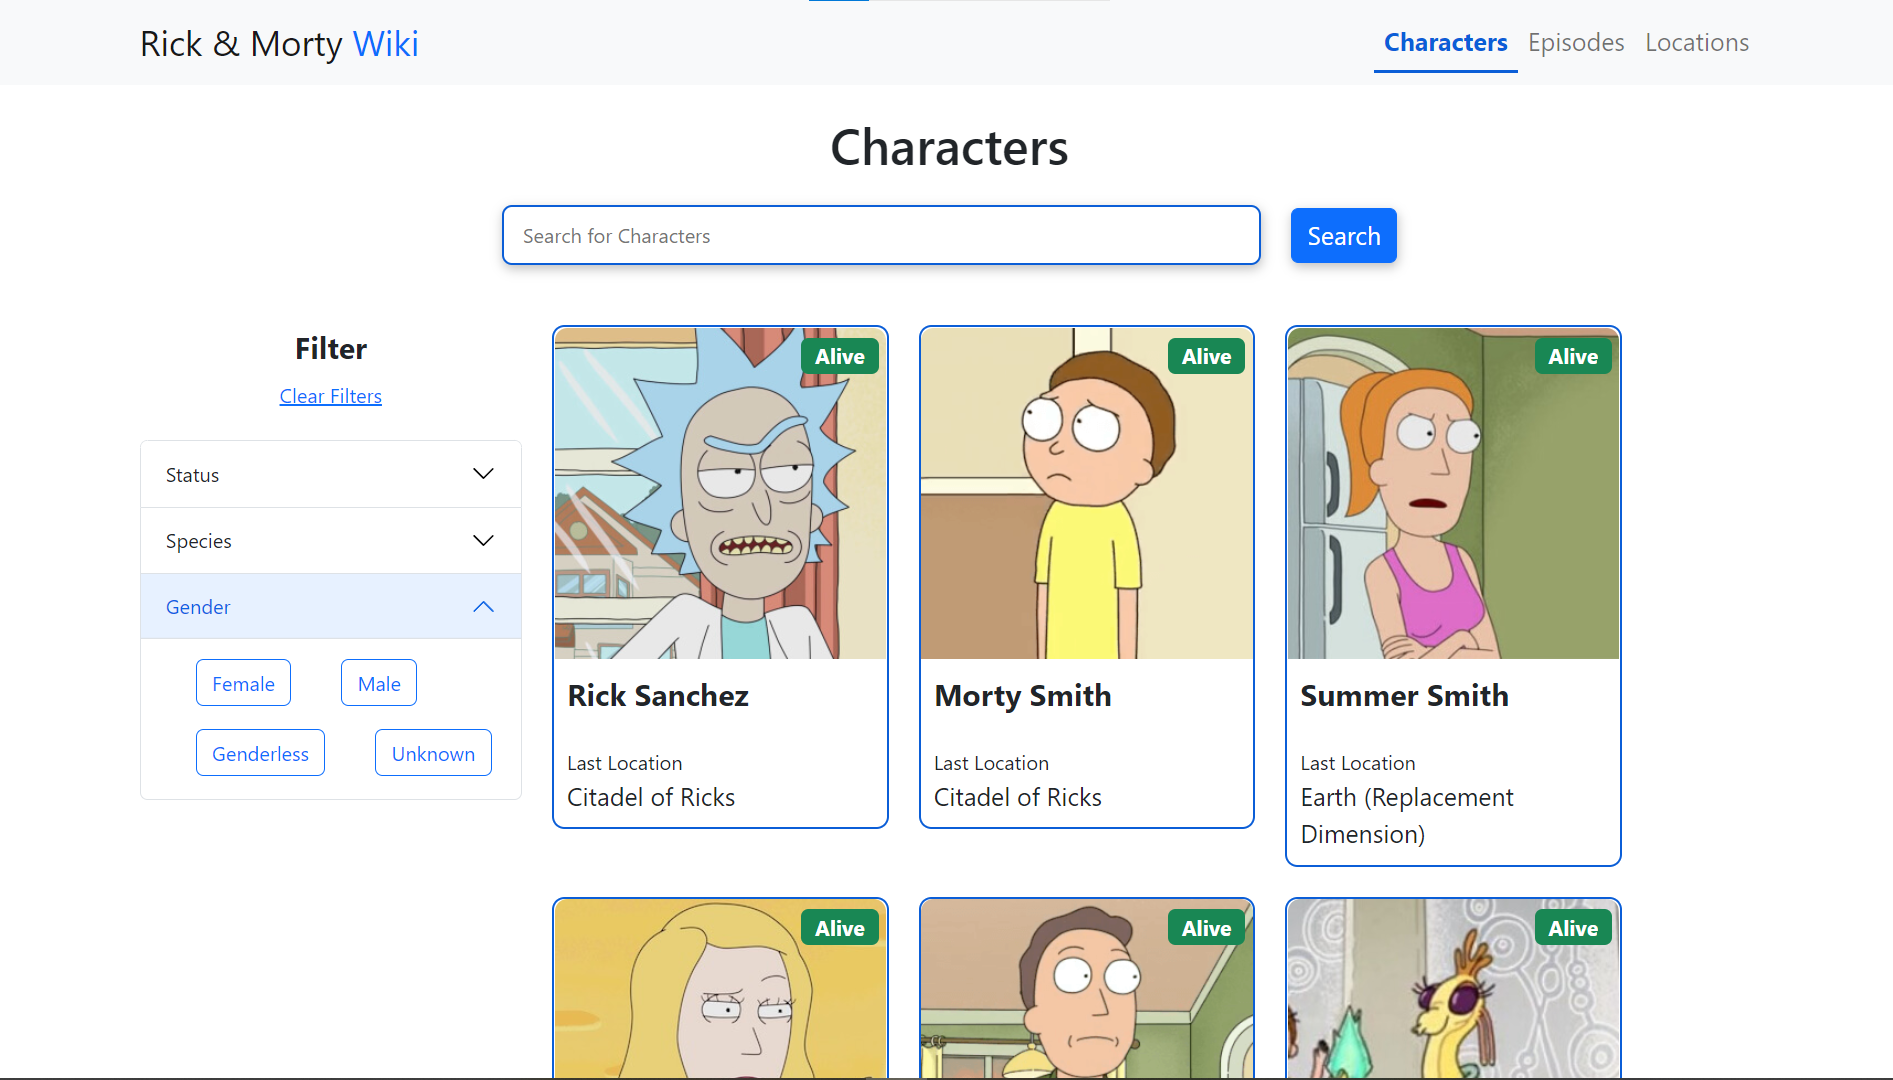 Rick & Morty Wiki
Characters Episodes Locations
Characters
Search for Characters
Search
Filter
Clear Filters
Status
Species
Gender
Female
Male
Genderless
Unknown
Alive
Rick Sanchez
Last Location
Citadel of Ricks
Alive
Morty Smith
Last Location
Citadel of Ricks
Alive
Summer Smith
Last Location
Earth (Replacement
Dimension)
Alive
Alive
Alive